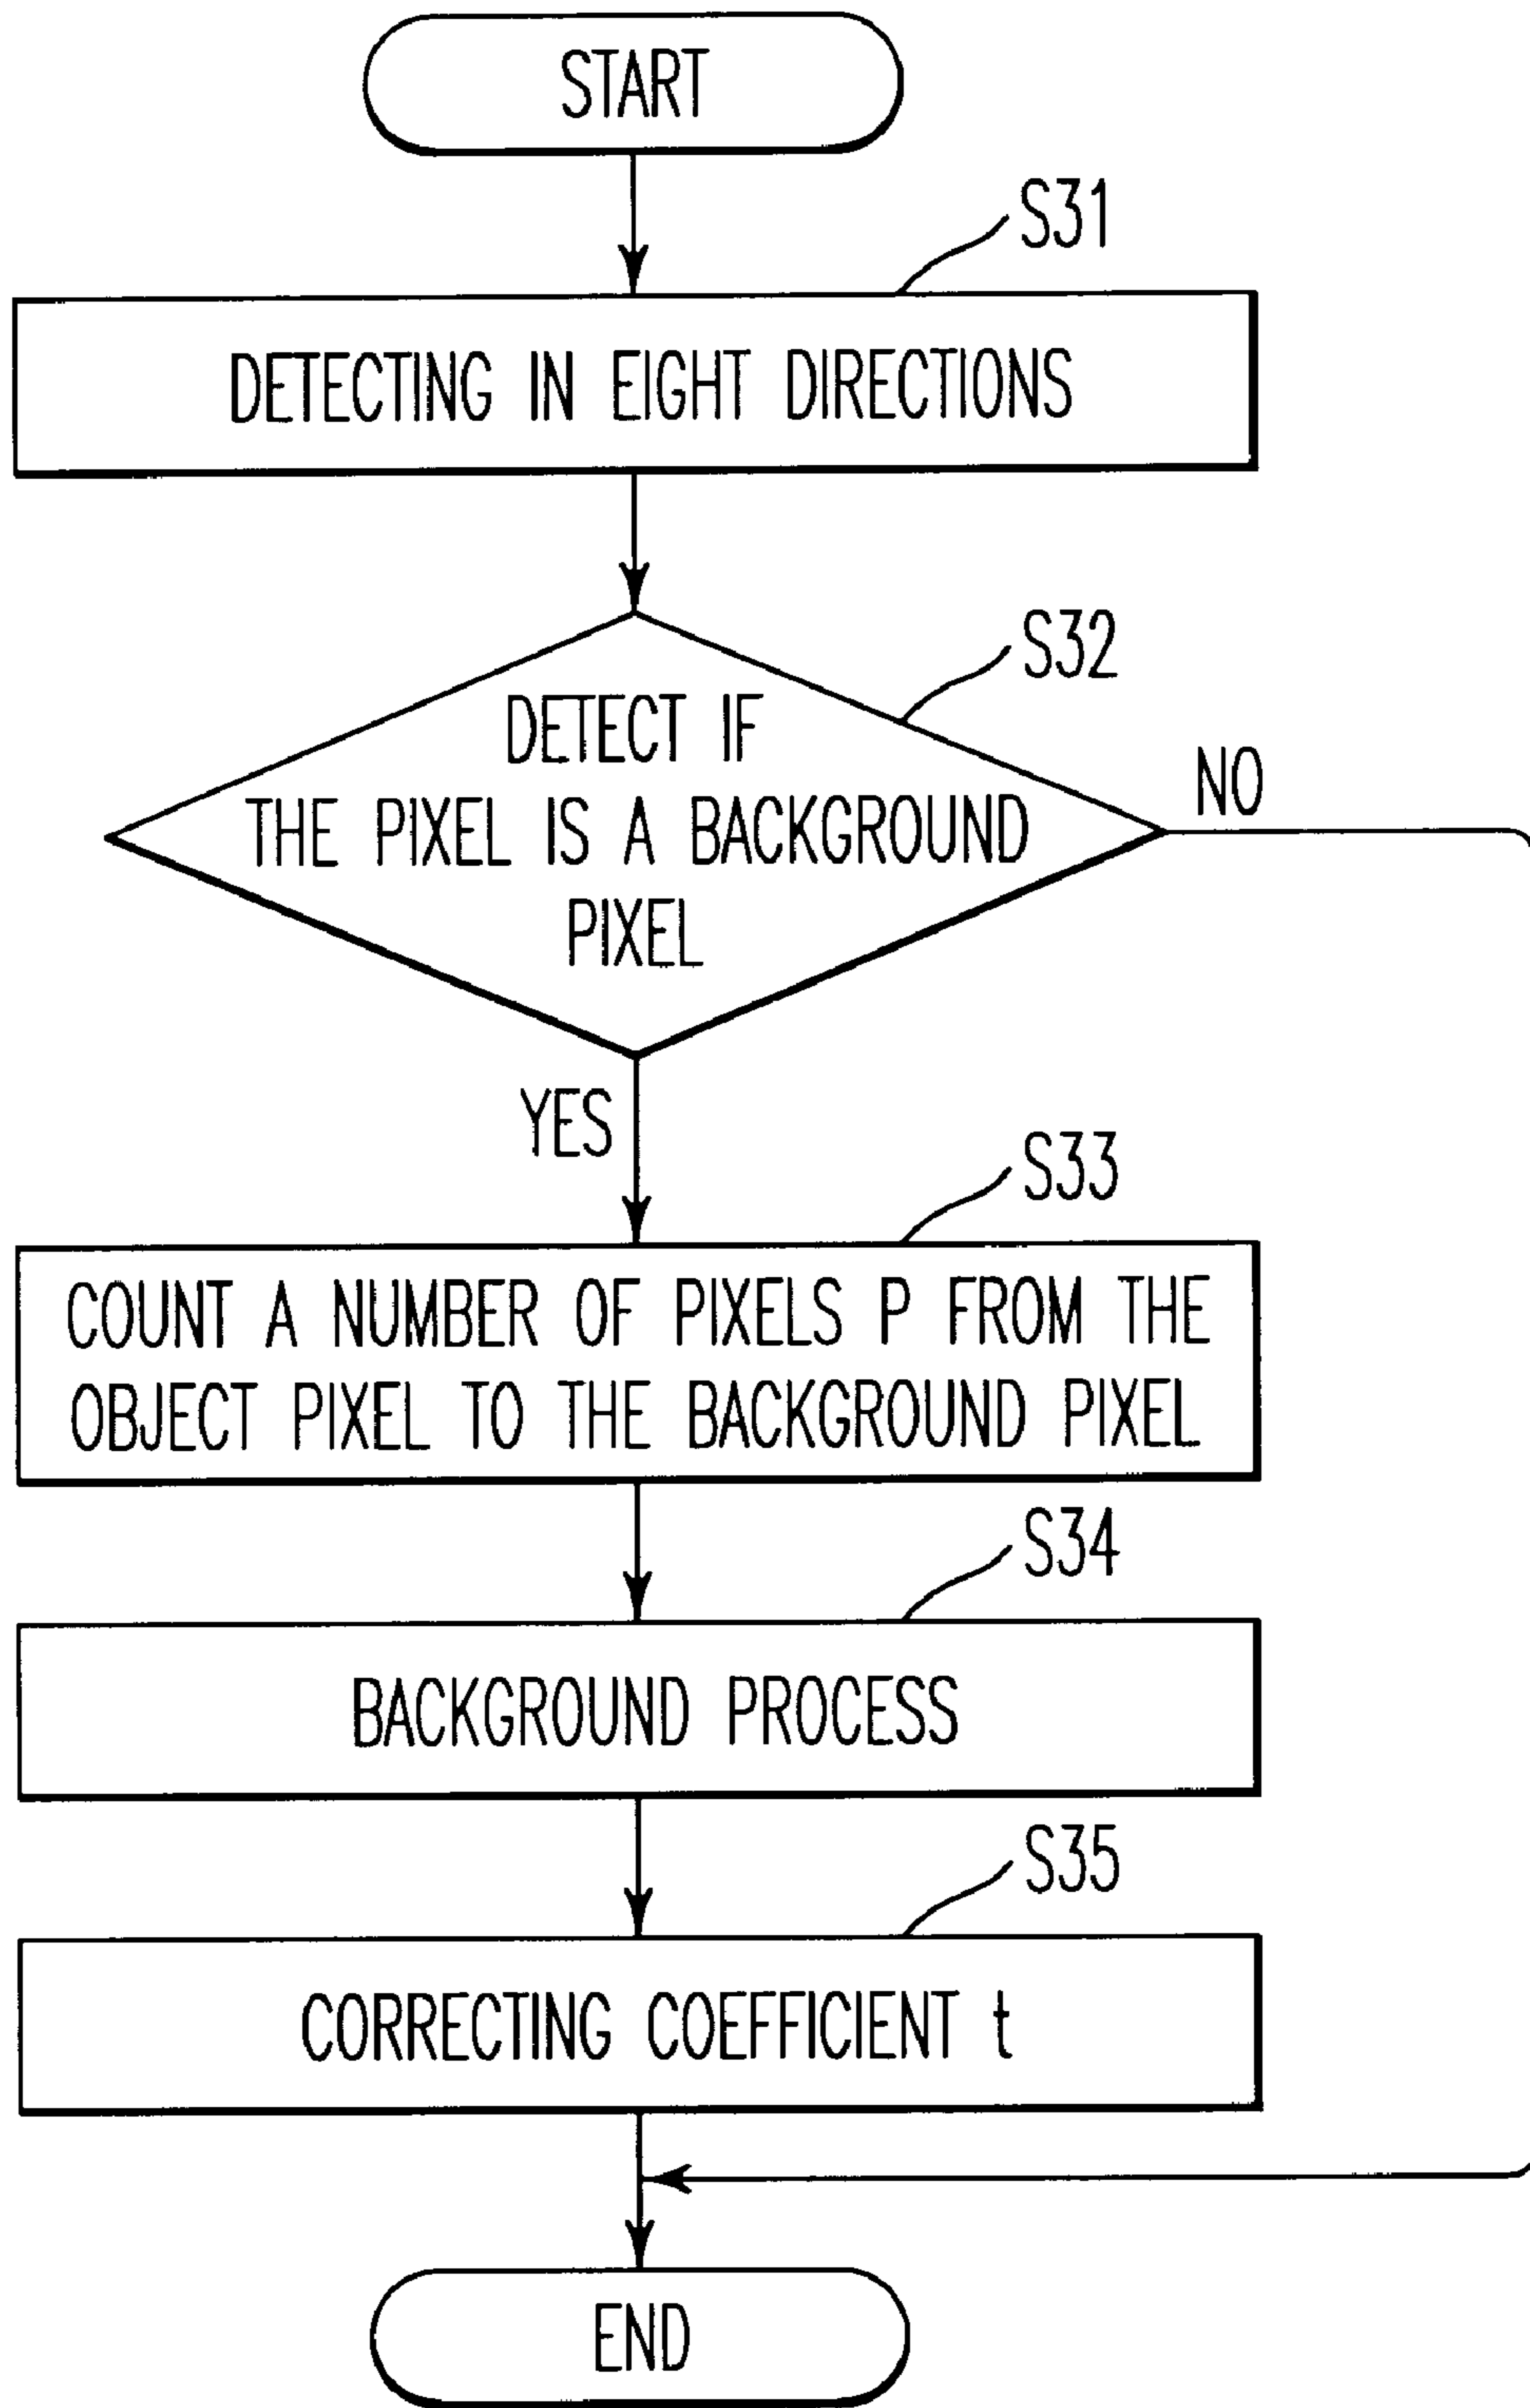 START
S31
DETECTING IN EIGHT DIRECTIONS
S32
DETECT IF
THE PIXEL IS A BACKGROUND
PIXEL
NO
YES
S33
COUNT A NUMBER OF PIXELS P FROM THE
OBJECT PIXEL TO THE BACKGROUND PIXEL
S34
BACKGROUND PROCESS
S35
CORRECTING COEFFICIENT t
END